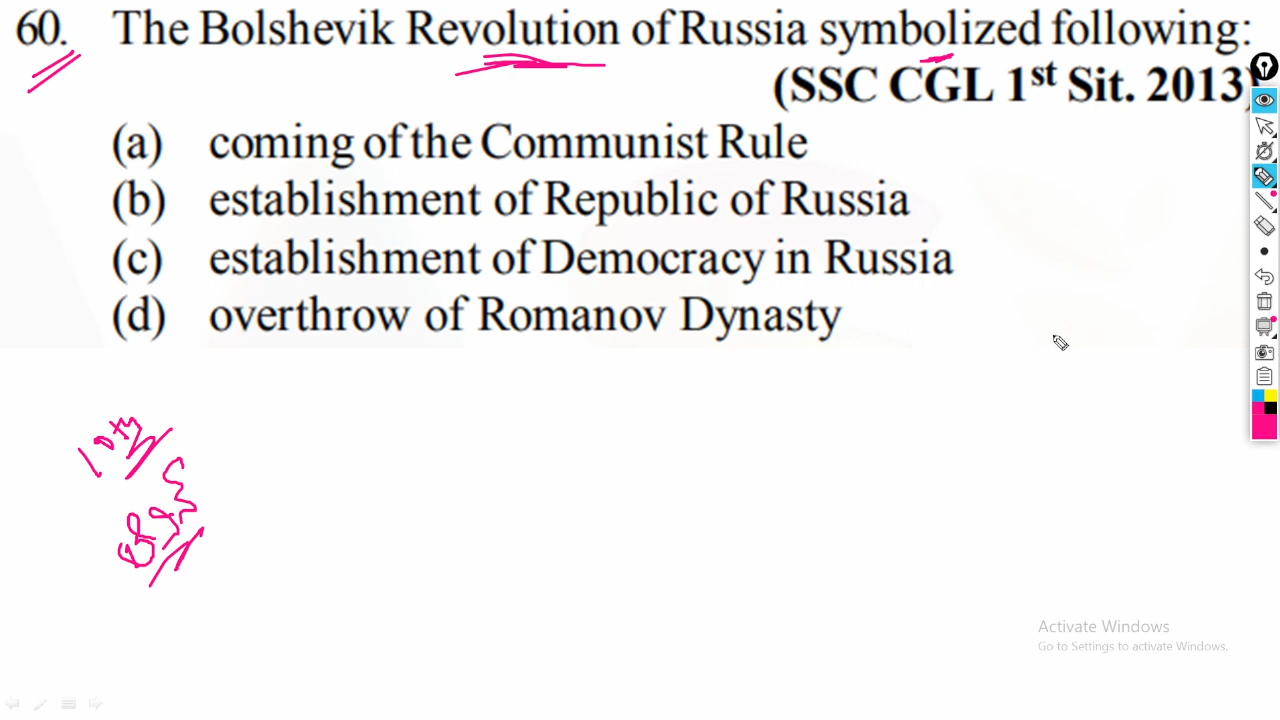 60. The Bolshevik Revolution of Russia symbolized following:
(SSC CGL 1st Sit. 2013)
(a) coming of the Communist Rule
(b) establishment of Republic of Russia
(c) establishment of Democracy in Russia
(d) overthrow of Romanov Dynasty
Activate Windows
Go to Settings to activate Windows.